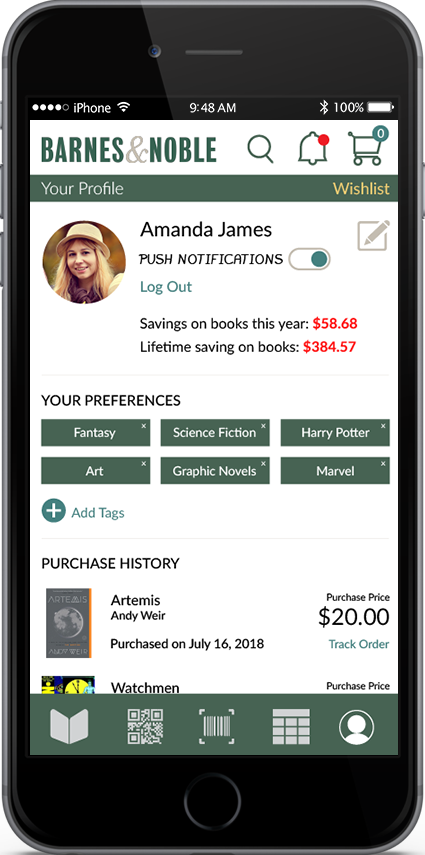 iPhone 9:48 AM 100%
BARNES&NOBLE 0
Your Profile Wishlist
Amanda James
PUSH NOTIFICATIONS
Log Out
Savings on books this year: $58.68
Lifetime saving on books: $384.57
YOUR PREFERENCES
Fantasy × Science Fiction × Harry Potter ×
Art × Graphic Novels × Marvel ×
Add Tags
PURCHASE HISTORY
ARTEMIS
ANDY WEIR
Artemis
Andy Weir
Purchased on July 16, 2018
Purchase Price
$20.00
Track Order
Watchmen
Purchase Price